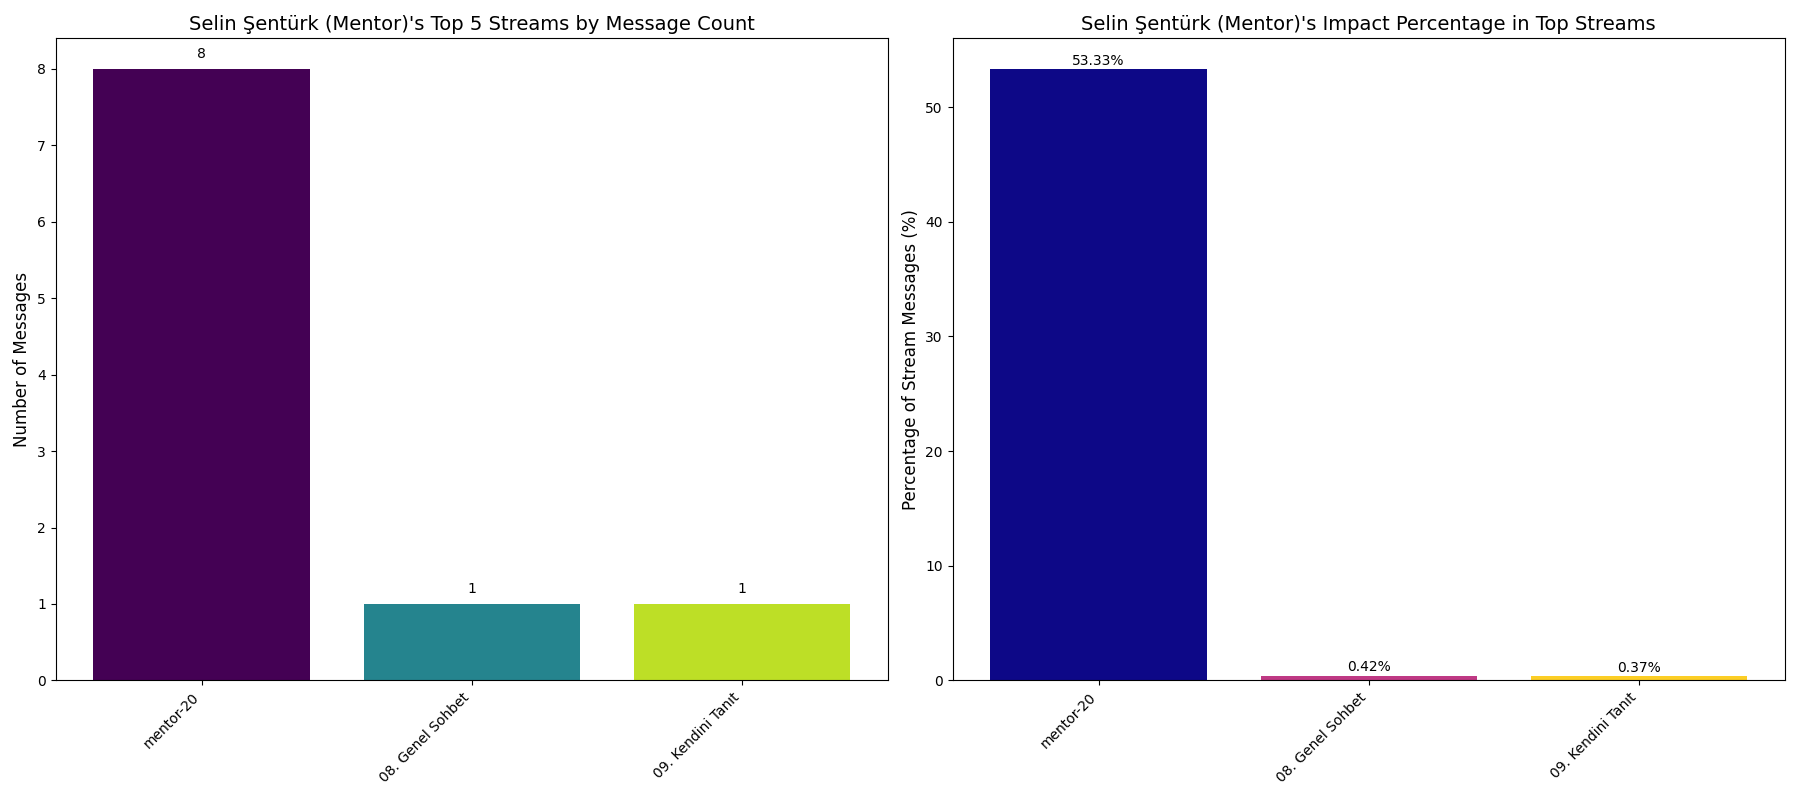 Selin Şentürk (Mentor)'s Top 5 Streams by Message Count
Number of Messages
8
7
6
5
4
3
2
1
0
8
1
1
mentor-20
08. Genel Sohbet
09. Kendini Tanıt
Selin Şentürk (Mentor)'s Impact Percentage in Top Streams
Percentage of Stream Messages (%)
50
40
30
20
10
0
53.33%
0.42%
0.37%
mentor-20
08. Genel Sohbet
09. Kendini Tanıt